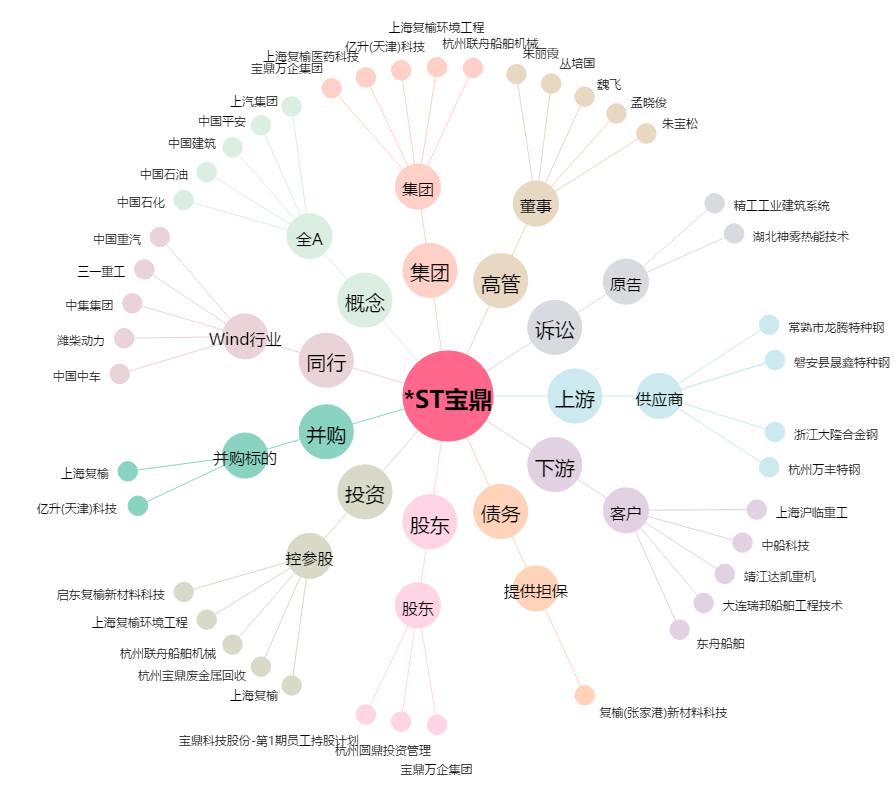 上海复榆环境工程
亿升(天津)科技
杭州联舟船舶机械
上海复榆医药科技
宝鼎万企集团
朱丽霞
丛培国
魏飞
孟晓俊
朱宝松
上汽集团
中国平安
中国建筑
中国石油
中国石化
集团
董事
全A
集团
高管
概念
原告
精工工业建筑系统
湖北神雾热能技术
诉讼
中国重汽
三一重工
中集集团
潍柴动力
中国中车
Wind行业
同行
*ST宝鼎
上游
供应商
常熟市龙腾特种钢
磐安县晟鑫特种钢
浙江大隆合金钢
杭州万丰特钢
并购
并购标的
上海复榆
亿升(天津)科技
下游
客户
上海沪临重工
中船科技
靖江达凯重机
大连瑞邦船舶工程技术
东舟船舶
投资
控参股
启东复榆新材料科技
上海复榆环境工程
杭州联舟船舶机械
杭州宝鼎废金属回收
上海复榆
股东
股东
宝鼎科技股份-第1期员工持股计划
杭州圆鼎投资管理
宝鼎万企集团
债务
提供担保
复榆(张家港)新材料科技